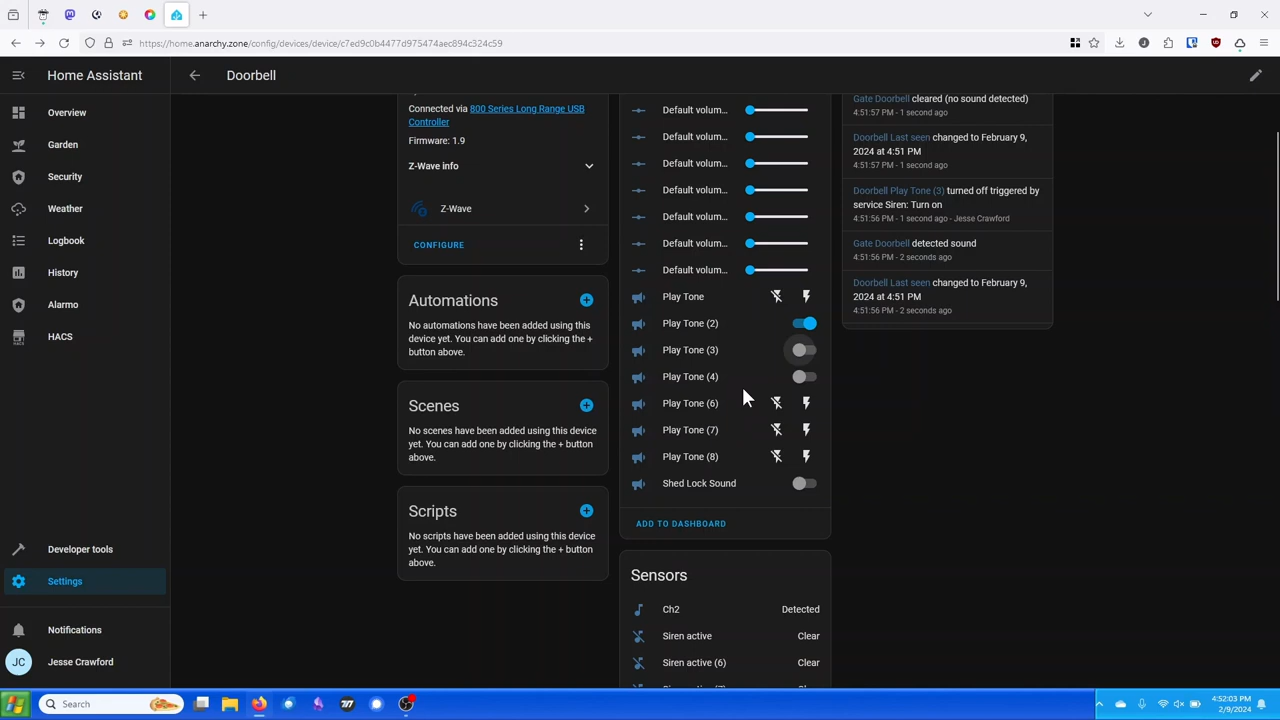 https://home.anarchy.zone/config/devices/device/c7ed9c0b4477d975474aec894c324c59
Home Assistant
Doorbell
Overview
Garden
Security
Weather
Logbook
History
Alarmo
HACS
Developer tools
Settings
Notifications
JC
Jesse Crawford
Connected via 800 Series Long Range USB
Controller
Firmware: 1.9
Z-Wave info
Z-Wave
CONFIGURE
Automations
No automations have been added using this
device yet. You can add one by clicking the +
button above.
Scenes
No scenes have been added using this device
yet. You can add one by clicking the + button
above.
Scripts
No scripts have been added using this device
yet. You can add one by clicking the + button
above.
Default volum...
Default volum...
Default volum...
Default volum...
Default volum...
Default volum...
Default volum...
Play Tone
Play Tone (2)
Play Tone (3)
Play Tone (4)
Play Tone (6)
Play Tone (7)
Play Tone (8)
Shed Lock Sound
ADD TO DASHBOARD
Sensors
Ch2 Detected
Siren active Clear
Siren active (6) Clear
Gate Doorbell cleared (no sound detected)
4:51:57 PM - 1 second ago
Doorbell Last seen changed to February 9,
2024 at 4:51 PM
4:51:57 PM - 1 second ago
Doorbell Play Tone (3) turned off triggered by
service Siren: Turn on
4:51:56 PM - 1 second ago - Jesse Crawford
Gate Doorbell detected sound
4:51:56 PM - 2 seconds ago
Doorbell Last seen changed to February 9,
2024 at 4:51 PM
4:51:56 PM - 2 seconds ago
Search
4:52:03 PM
2/9/2024